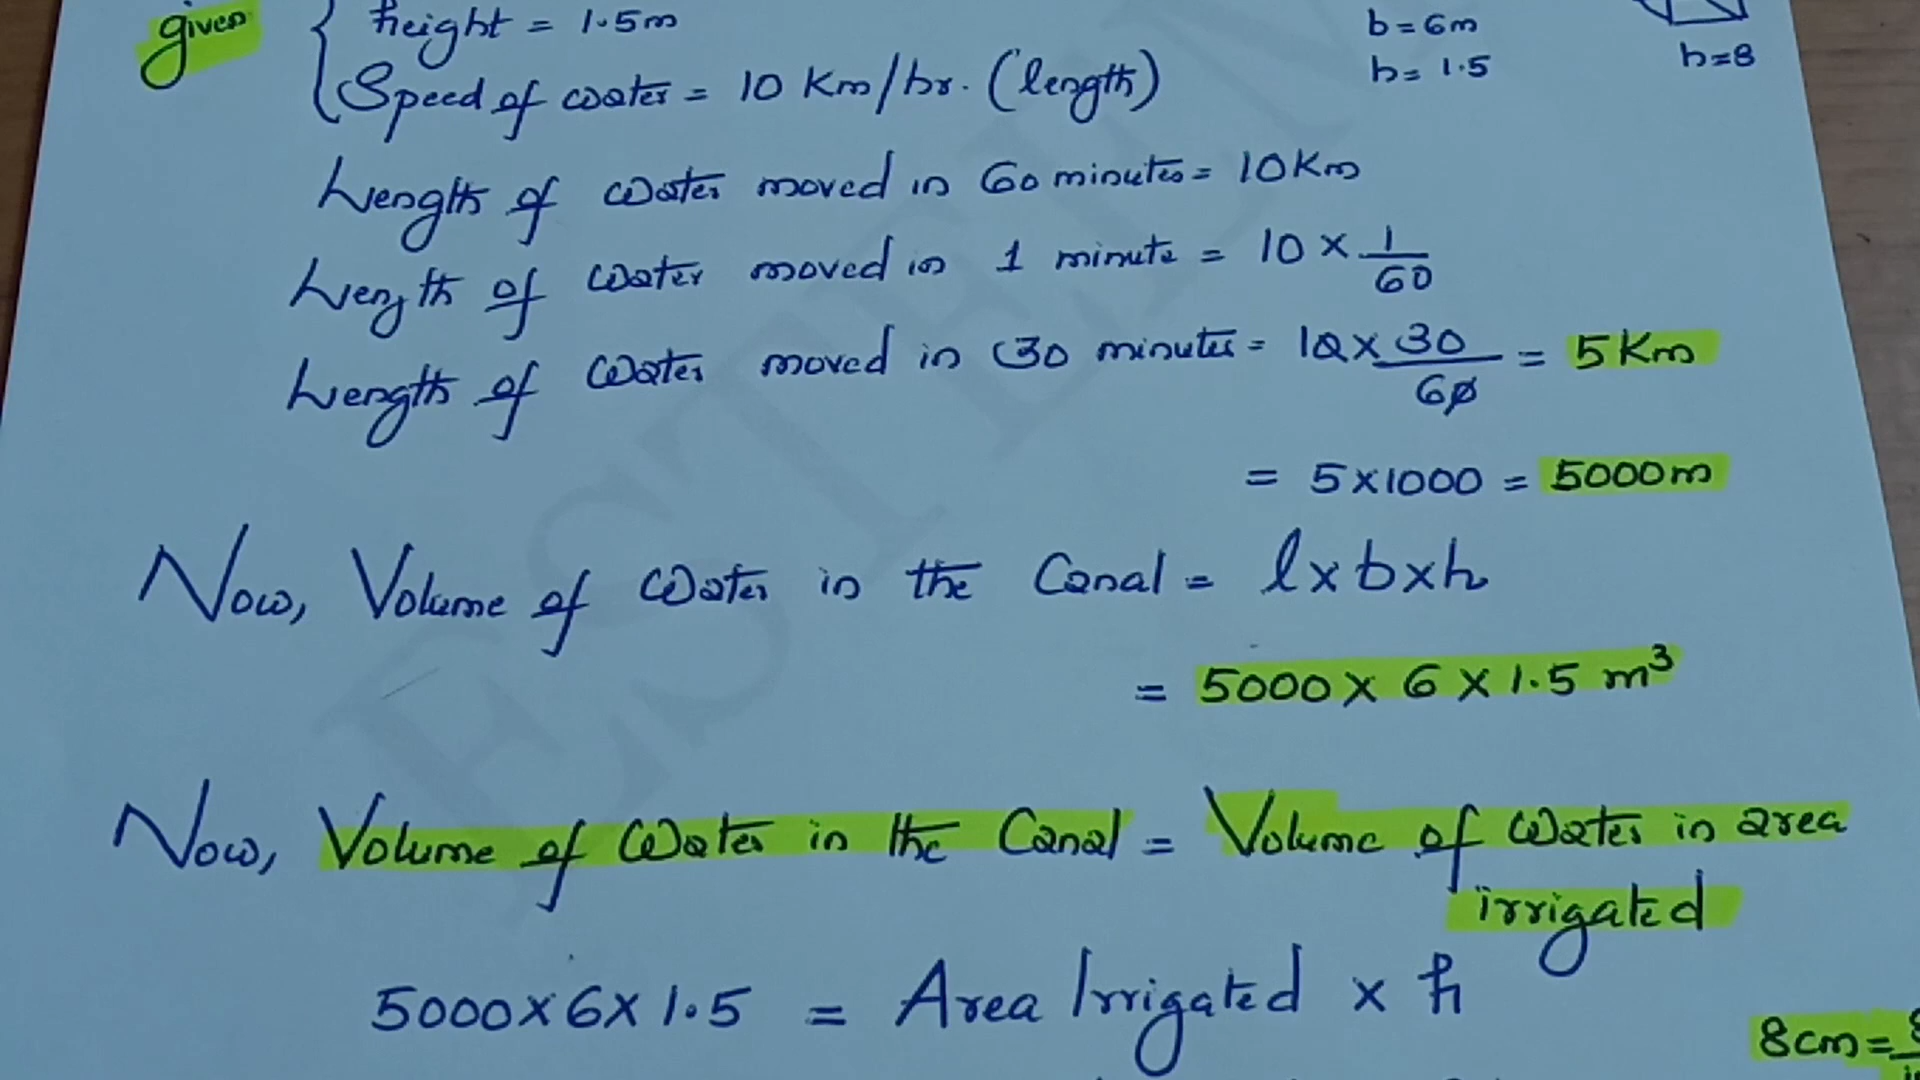 given
height = 1.5m
b = 6m
Speed of water = 10 Km/hr. (length)
h = 1.5
h=8
Length of water moved in 60 minutes = 10 Km
Length of water moved in 1 minute = 10 × 1/60
Length of water moved in 30 minutes = 10 × 30/60 = 5 Km
= 5×1000 = 5000m
Now, Volume of water in the Canal = l×b×h
= 5000 × 6 × 1.5 m³
Now, Volume of water in the Canal = Volume of water in area
irrigated
5000×6×1.5 = Area Irrigated × h
8cm =